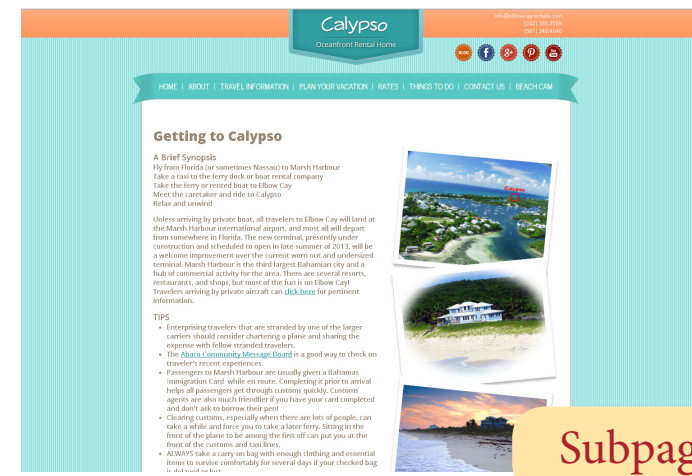 info@elbowcayrentals.com
Calypso
Oceanfront Rental Home
BLOG
HOME | ABOUT | TRAVEL INFORMATION | PLAN YOUR VACATION | RATES | THINGS TO DO | CONTACT US | BEACH CAM
Getting to Calypso
A Brief Synopsis
Fly from Florida (or sometimes Nassau) to Marsh Harbour
Take a taxi to the ferry dock or boat rental company
Take the ferry or rented boat to Elbow Cay
Meet the caretaker and ride to Calypso
Relax and unwind
Unless arriving by private boat, all travelers to Elbow Cay will land at
the Marsh Harbour international airport, and most all will depart
from somewhere in Florida. The new terminal, presently under
construction and scheduled to open in late summer of 2013, will be
a welcome improvement over the current worn out and undersized
terminal. Marsh Harbour is the third largest Bahamian city and a
hub of commercial activity for the area. There are several resorts,
restaurants, and shops, but most of the fun is on Elbow Cay!
Travelers arriving by private aircraft can click here for pertinent
information.
Calypso
TIPS
• Enterprising travelers that are stranded by one of the larger
carriers should consider chartering a plane and sharing the
expense with fellow stranded travelers.
• The Abaco Community Message Board is a good way to check on
traveler's recent experiences.
• Passengers to Marsh Harbour are usually given a Bahamas
Immigration Card while en route. Completing it prior to arrival
helps all passengers get through customs quickly. Customs
agents are also much friendlier if you have your card completed
and don't ask to borrow their pen!
• Clearing customs, especially when there are lots of people, can
take a while and force you to take a later ferry. Sitting in the
front of the plane to be among the first off can put you at the
front of the customs and taxi lines.
• ALWAYS take a carry on bag with enough clothing and essential
items to survive comfortably for several days if your checked bag
is delayed or lost.
Subpag